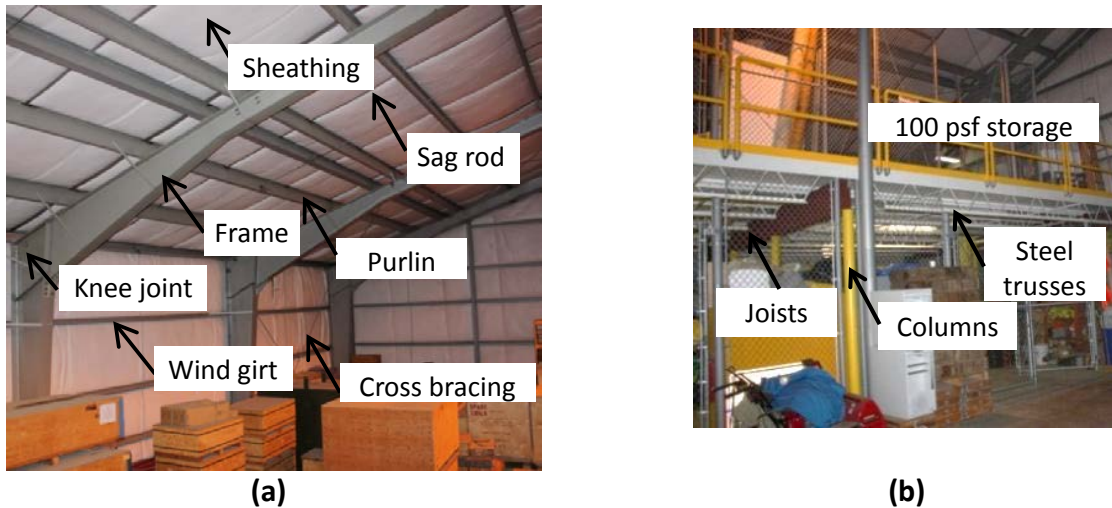 Sheathing
Sag rod
Frame
Purlin
Knee joint
Wind girt
Cross bracing
(a)
100 psf storage
Steel
trusses
Joists
Columns
(b)